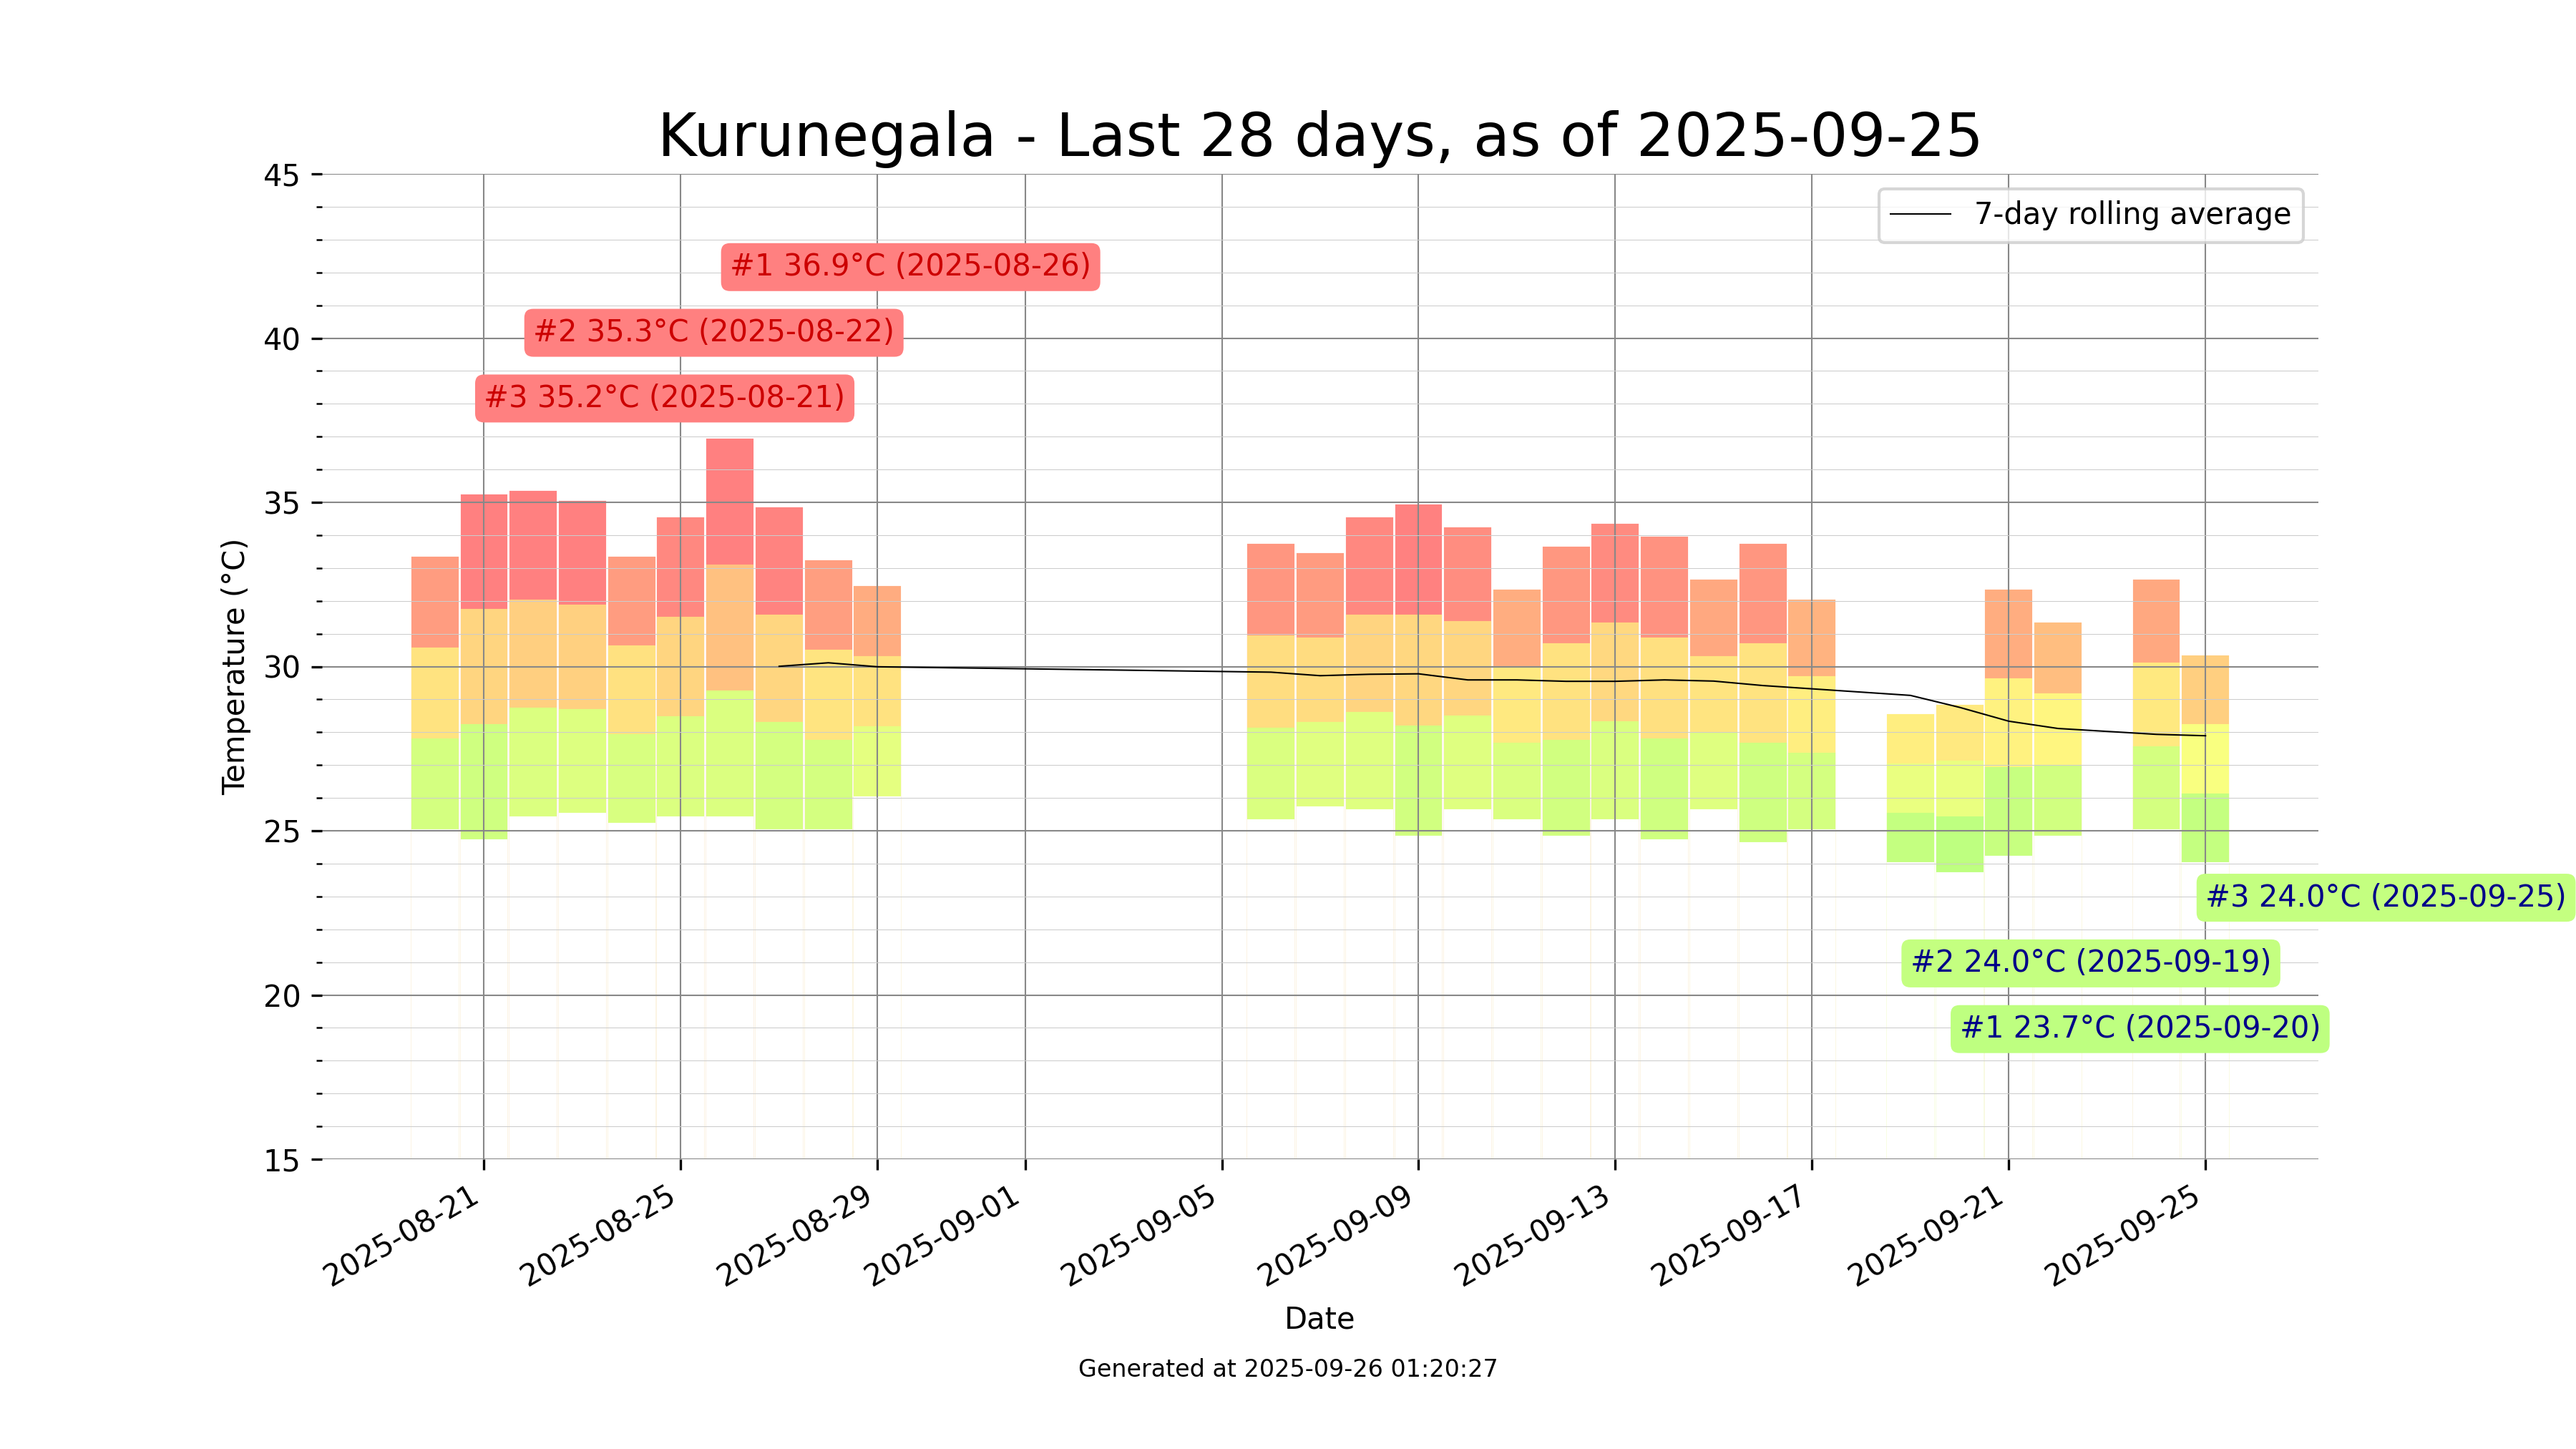 Kurunegala - Last 28 days, as of 2025-09-25
7-day rolling average
#1 36.9°C (2025-08-26)
#2 35.3°C (2025-08-22)
#3 35.2°C (2025-08-21)
#3 24.0°C (2025-09-25)
#2 24.0°C (2025-09-19)
#1 23.7°C (2025-09-20)
Temperature (°C)
45
40
35
30
25
20
15
2025-08-21
2025-08-25
2025-08-29
2025-09-01
2025-09-05
2025-09-09
2025-09-13
2025-09-17
2025-09-21
2025-09-25
Date
Generated at 2025-09-26 01:20:27